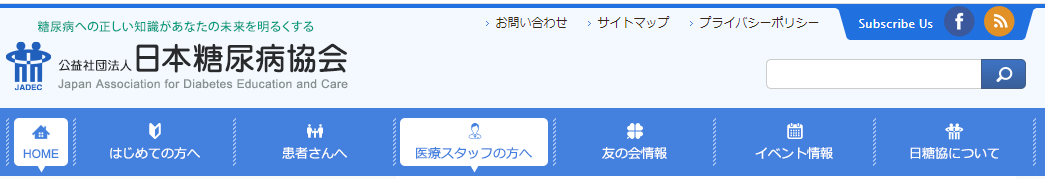 糖尿病への正しい知識があなたの未来を明るくする
お問い合わせ サイトマップ プライバシーポリシー Subscribe Us
公益社団法人 日本糖尿病協会
Japan Association for Diabetes Education and Care
JADEC
HOME はじめての方へ 患者さんへ 医療スタッフの方へ 友の会情報 イベント情報 日糖協について